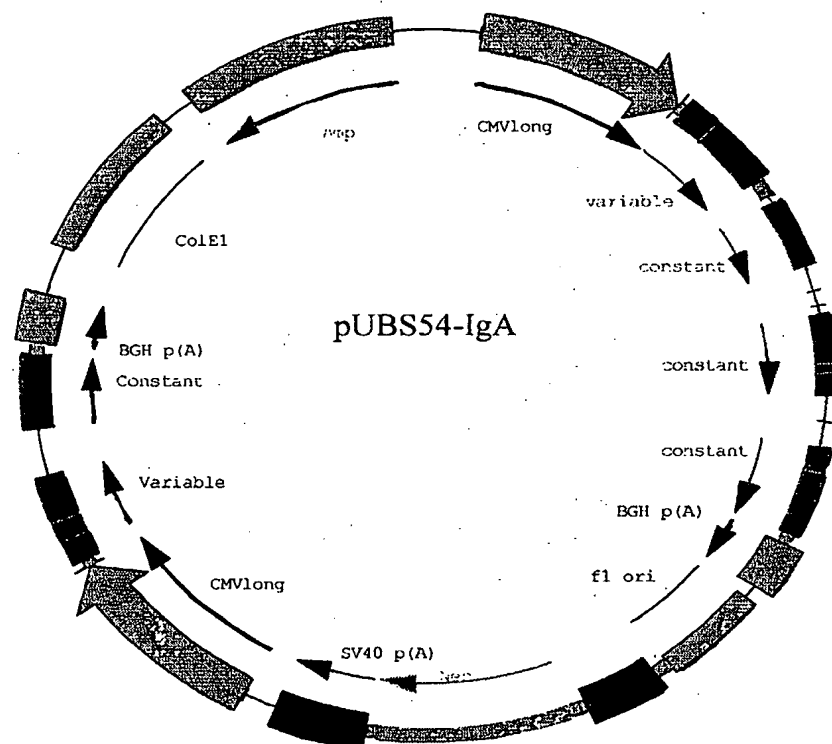 CMVlong
variable
constant
constant
constant
BGH p(A)
f1 ori
SV40 p(A)
CMVlong
Variable
Constant
BGH p(A)
ColE1
pUBS54-IgA